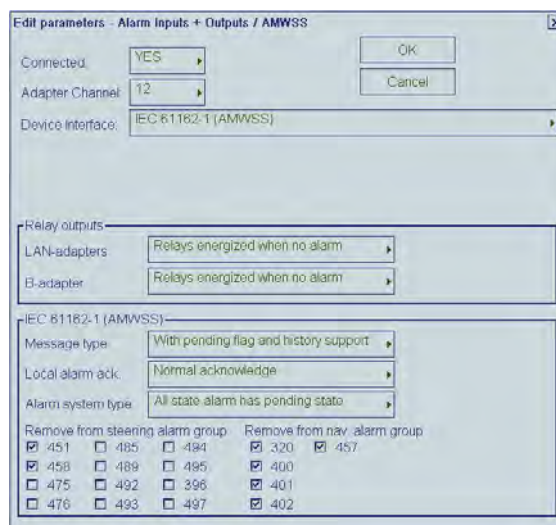 Edit parameters - Alarm Inputs + Outputs / AMWSS
Connected: YES
OK
Adapter Channel: 12
Cancel
Device Interface: IEC 61162-1 (AMWSS)
Relay outputs
LAN-adapters Relays energized when no alarm
B-adapter Relays energized when no alarm
IEC 61162-1 (AMWSS)
Message type With pending flag and history support
Local alarm ack. Normal acknowledge
Alarm system type All state alarm has pending state
Remove from steering alarm group Remove from nav. alarm group
451 485 494 320 457
458 489 495 400
475 492 396 401
476 493 497 402